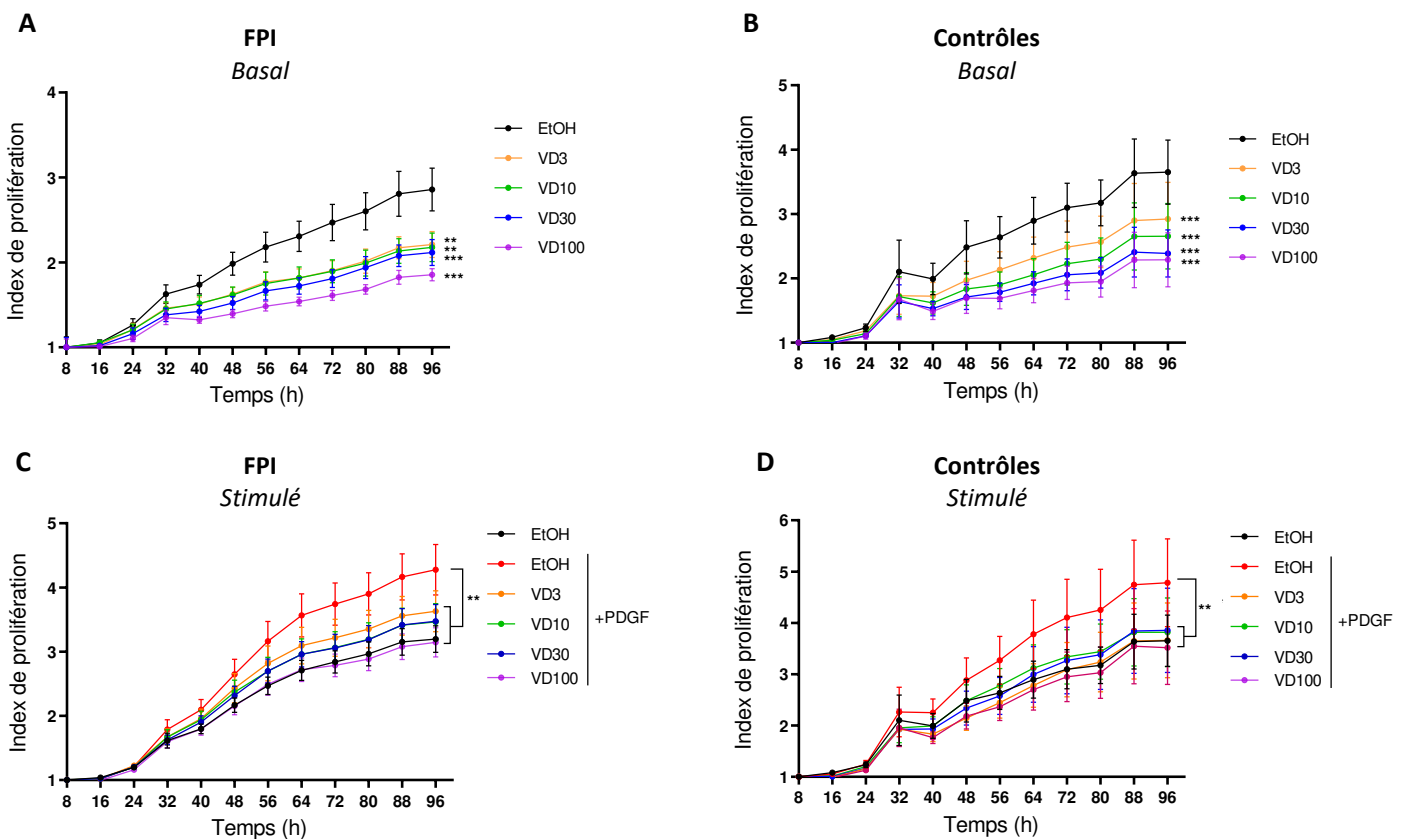 A
FPI
Basal
Index de prolifération
4
3
2
1
8 16 24 32 40 48 56 64 72 80 88 96
Temps (h)
EtOH
VD3
VD10
VD30
VD100
**
**
***
***
B
Contrôles
Basal
Index de prolifération
5
4
3
2
1
8 16 24 32 40 48 56 64 72 80 88 96
Temps (h)
EtOH
VD3
VD10
VD30
VD100
***
***
***
***
C
FPI
Stimulé
Index de prolifération
5
4
3
2
1
8 16 24 32 40 48 56 64 72 80 88 96
Temps (h)
**
EtOH
EtOH
VD3
VD10
VD30
VD100
+PDGF
D
Contrôles
Stimulé
Index de prolifération
6
5
4
3
2
1
8 16 24 32 40 48 56 64 72 80 88 96
Temps (h)
**
EtOH
EtOH
VD3
VD10
VD30
VD100
+PDGF